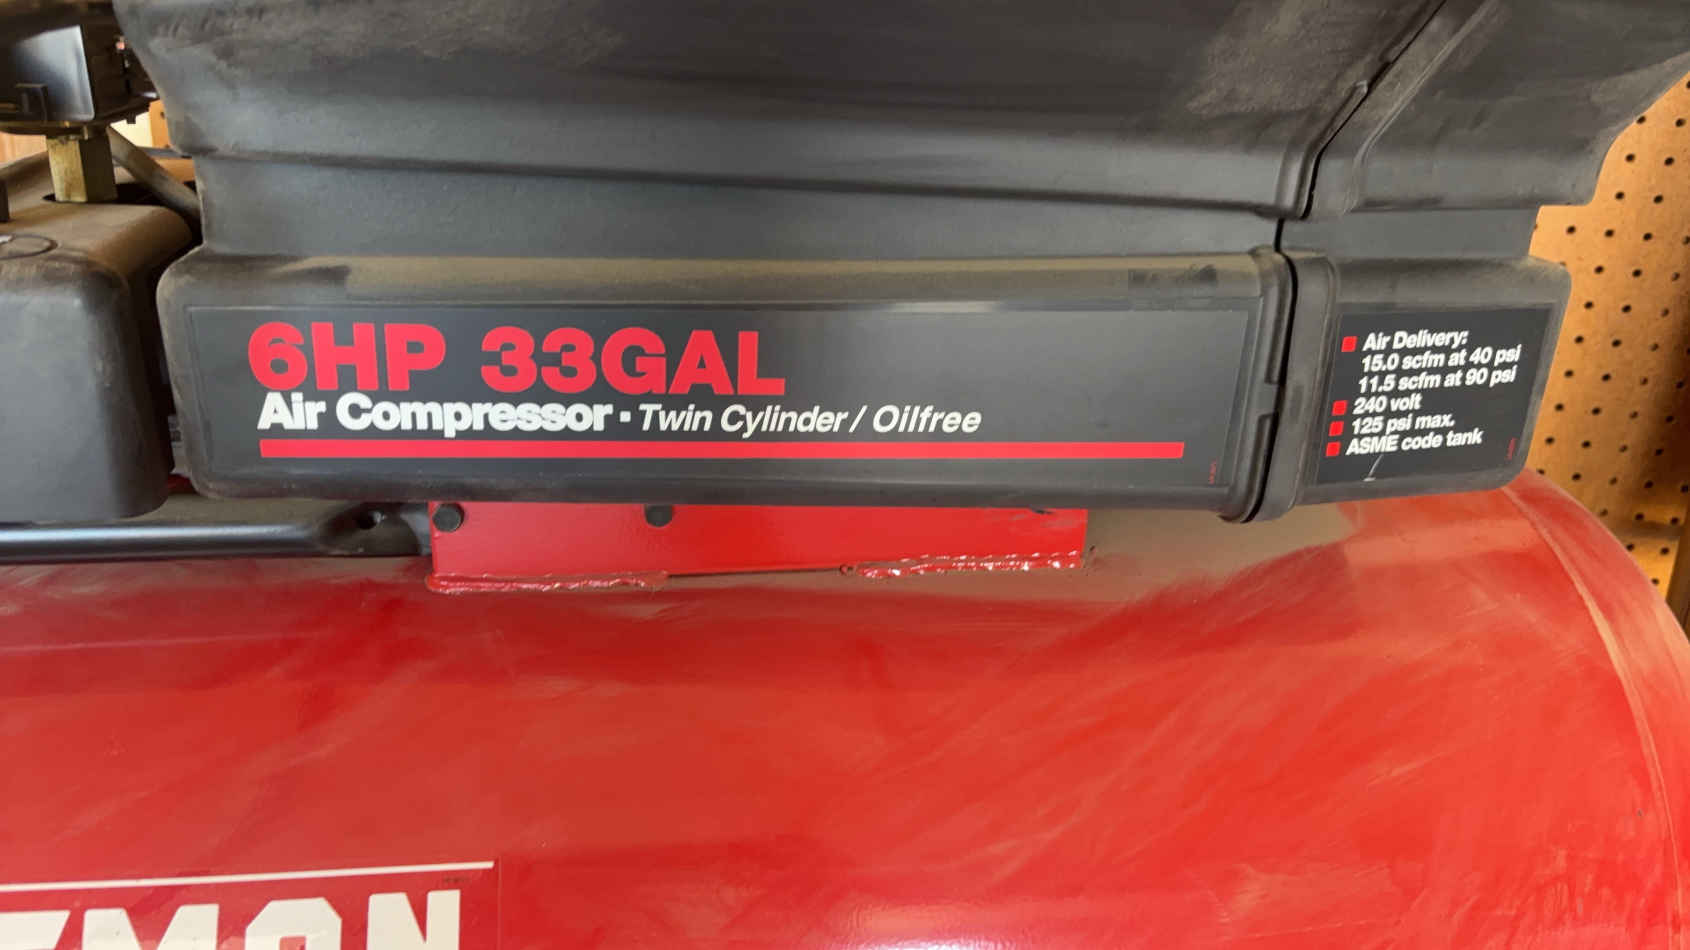 6HP 33GAL
Air Compressor ▪ Twin Cylinder / Oilfree
▪ Air Delivery:
15.0 scfm at 40 psi
11.5 scfm at 90 psi
▪ 240 volt
▪ 125 psi max.
▪ ASME code tank